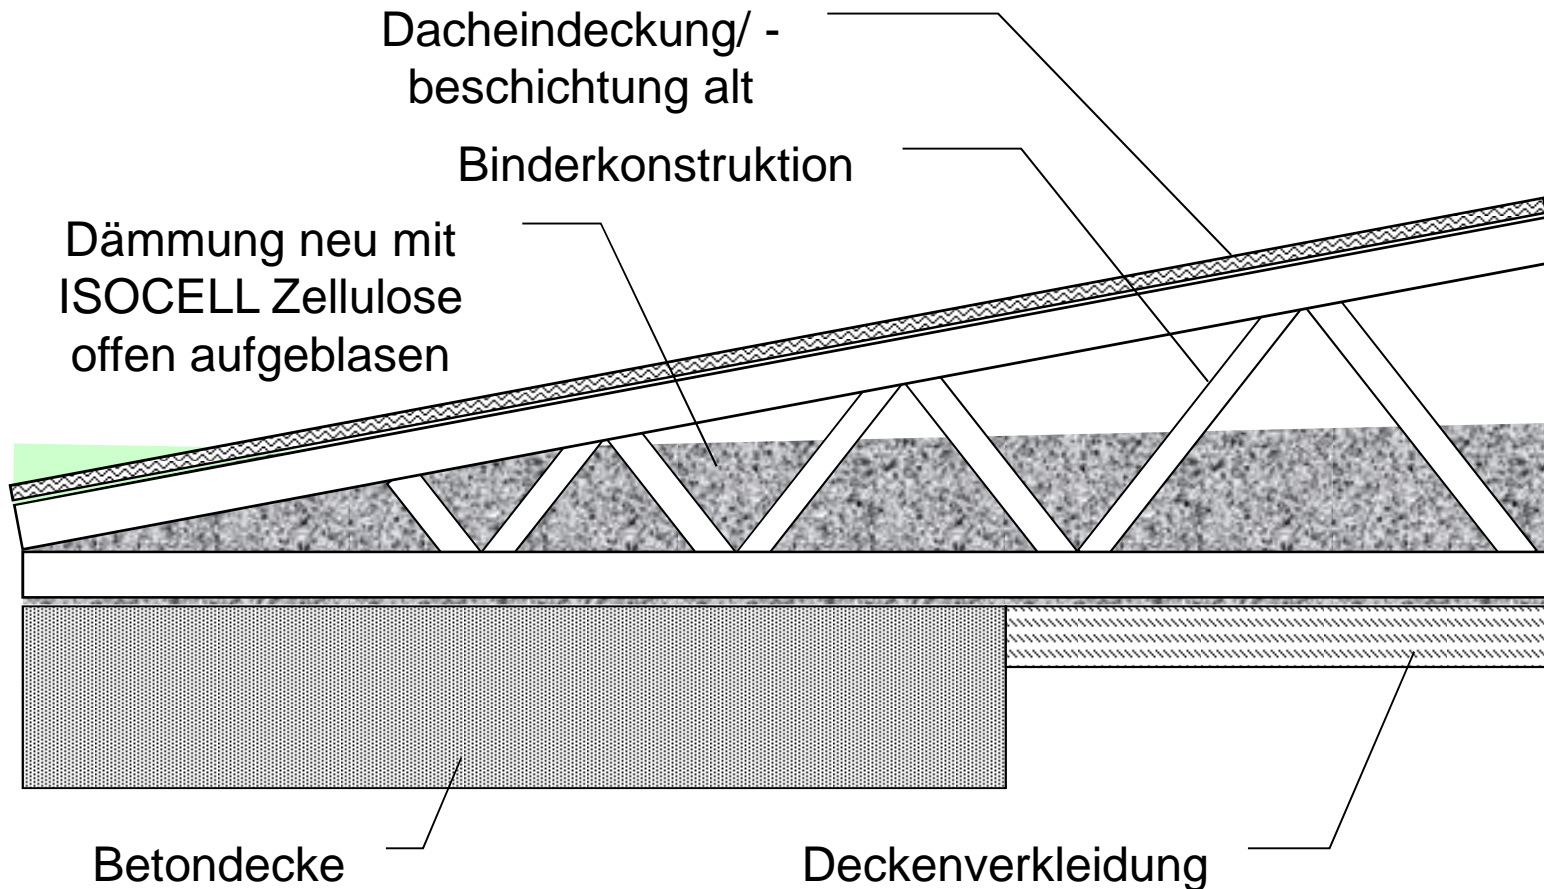 Dacheindeckung/ -
beschichtung alt
Binderkonstruktion
Dämmung neu mit
ISOCELL Zellulose
offen aufgeblasen
Betondecke
Deckenverkleidung